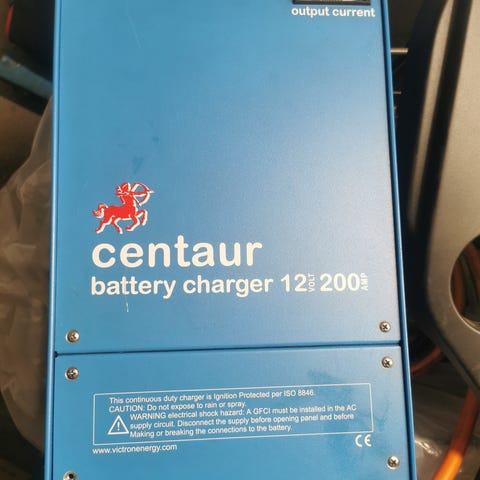 output current
centaur
battery charger 12 VOLT 200 AMP
This continuous duty charger is Ignition Protected per ISO 8846.
CAUTION: Do not expose to rain or spray.
WARNING electrical shock hazard: A GFCI must be installed in the AC
supply circuit. Disconnect the supply before opening panel and before
Making or breaking the connections to the battery.
www.victronenergy.com
CE